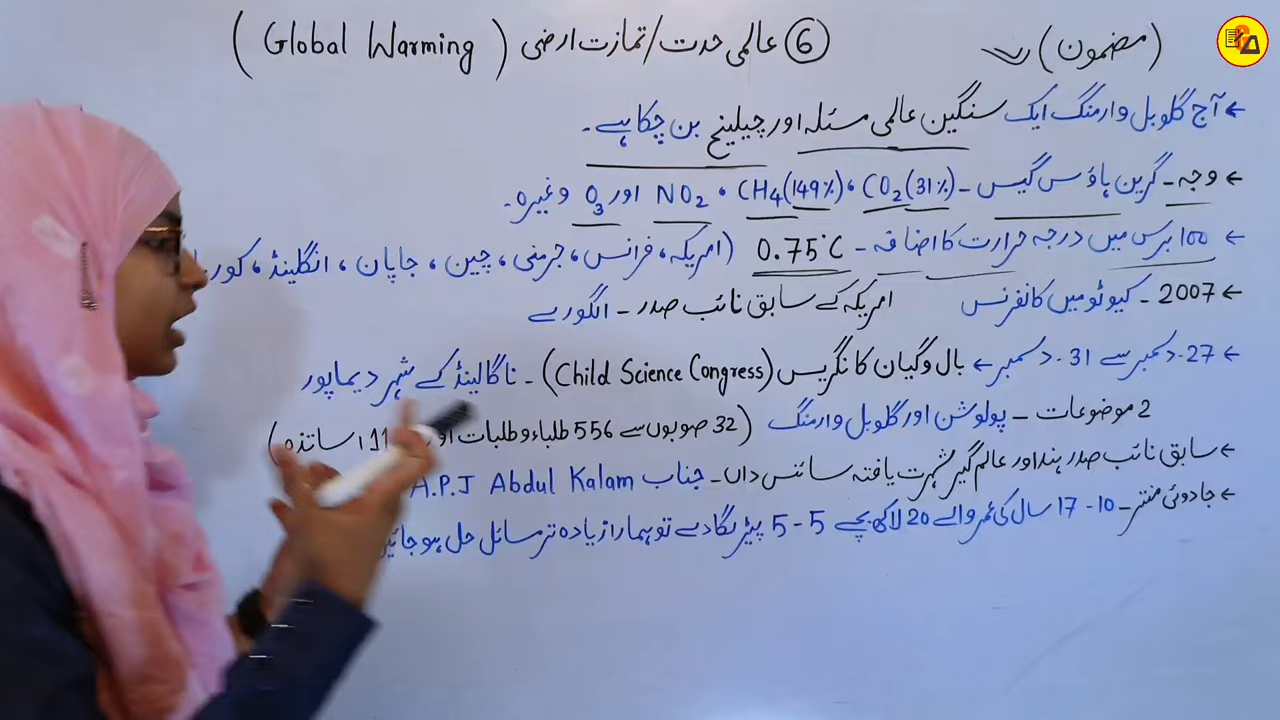 (مضمون) ⑥ عالمی حدت/تمازت ارضی (Global Warming)
← آج گلوبل وارمنگ ایک سنگین عالمی مسئلہ اور چیلینج بن چکا ہے۔
← وجہ۔ گرین ہاؤس گیس۔ CO2 (31%)، CH4 (149%)، NO2 اور O3 وغیرہ۔
← 100 برس میں درجہ حرارت کا اضافہ۔ 0.75°C (امریکہ، فرانس، جرمنی، چین، جاپان، انگلینڈ،
← 2007 ۔ کیوٹو میں کانفرنس امریکہ کے سابق نائب صدر۔ الگورے
← 27۔دسمبر سے 31۔دسمبر ← بال وگیان کانگریس (Child Science Congress)۔ ناگالینڈ کے شہر دیماپور
2 موضوعات ۔ پولوشن اور گلوبل وارمنگ (32 صوبوں سے 556 طلباء و طلبات اساتذہ)
← سابق نائب صدر ہند اور عالم گیر شہرت یافتہ سائنس داں۔ جناب A.P.J Abdul Kalam
← جادوئی منتر۔ 10۔17 سال کی عمر والے 20 لاکھ بچے 5-5 پیڑ لگا دے تو ہمارا زیادہ تر مسائل حل ہو